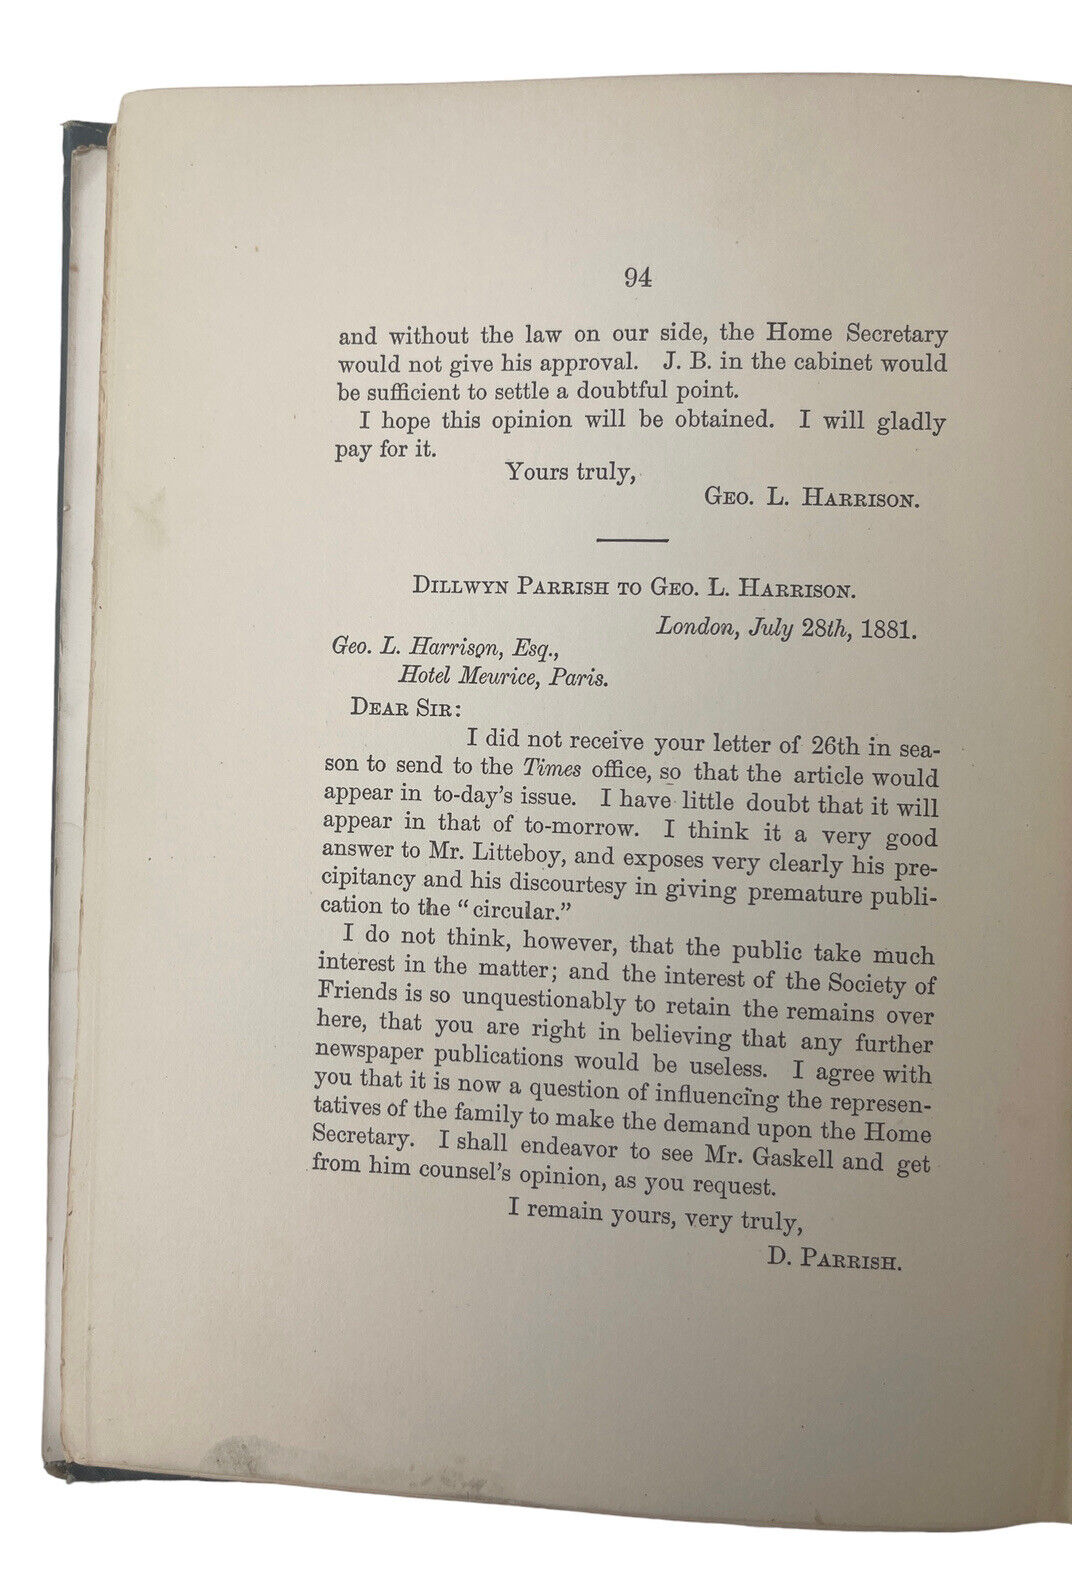 94
and without the law on our side, the Home Secretary
would not give his approval. J. B. in the cabinet would
be sufficient to settle a doubtful point.
I hope this opinion will be obtained. I will gladly
pay for it.
Yours truly,
GEO. L. HARRISON.
DILLWYN PARRISH TO GEO. L. HARRISON.
London, July 28th, 1881.
Geo. L. Harrison, Esq.,
Hotel Meurice, Paris.
DEAR SIR:
I did not receive your letter of 26th in sea-
son to send to the Times office, so that the article would
appear in to-day's issue. I have little doubt that it will
appear in that of to-morrow. I think it a very good
answer to Mr. Litteboy, and exposes very clearly his pre-
cipitancy and his discourtesy in giving premature publi-
cation to the "circular."
I do not think, however, that the public take much
interest in the matter; and the interest of the Society of
Friends is so unquestionably to retain the remains over
here, that you are right in believing that any further
newspaper publications would be useless. I agree with
you that it is now a question of influencing the represen-
tatives of the family to make the demand upon the Home
Secretary. I shall endeavor to see Mr. Gaskell and get
from him counsel's opinion, as you request.
I remain yours, very truly,
D. PARRISH.